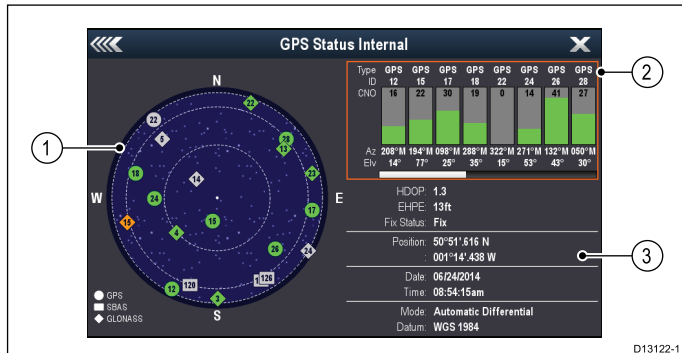 GPS Status Internal
Type GPS GPS GPS GPS GPS GPS GPS GPS
ID 12 15 17 18 22 24 26 28
CNO 16 22 30 19 0 14 41 27
Az 208°M 194°M 098°M 288°M 322°M 271°M 132°M 050°M
Elv 14° 77° 25° 35° 15° 53° 43° 30°
N
22
22
5
28
13
18
14
23
W
24
E
17
15
15
4
26
24
12
120
126
3
S
GPS
SBAS
GLONASS
HDOP: 1.3
EHPE: 13ft
Fix Status: Fix
Position: 50°51'.616 N
: 001°14'.438 W
Date: 06/24/2014
Time: 08:54:15am
Mode: Automatic Differential
Datum: WGS 1984
1
2
3
D13122-1